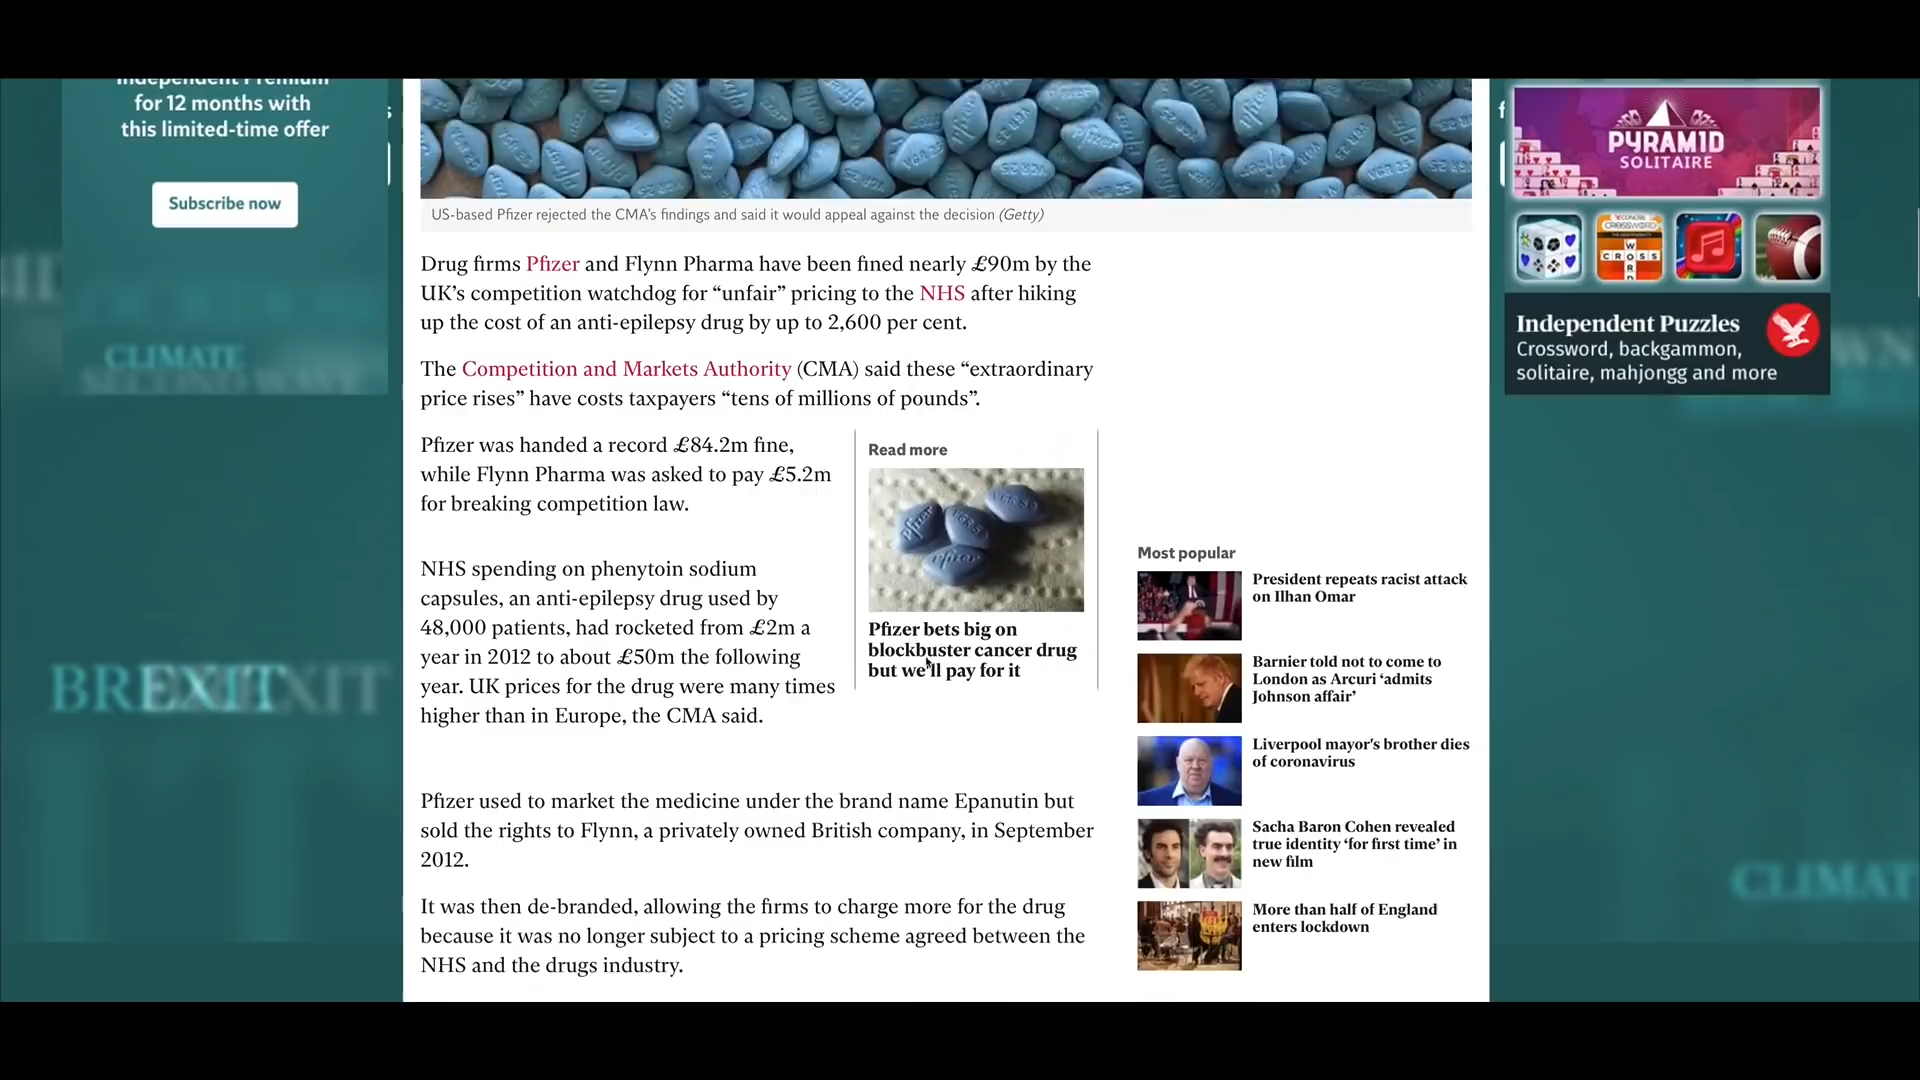 Independent Premium
for 12 months with
this limited-time offer
Subscribe now
CLIMATE
SECOND WAVE
BREXIT
US-based Pfizer rejected the CMA's findings and said it would appeal against the decision (Getty)
Drug firms Pfizer and Flynn Pharma have been fined nearly £90m by the
UK's competition watchdog for “unfair” pricing to the NHS after hiking
up the cost of an anti-epilepsy drug by up to 2,600 per cent.
The Competition and Markets Authority (CMA) said these “extraordinary
price rises” have costs taxpayers “tens of millions of pounds”.
Pfizer was handed a record £84.2m fine,
while Flynn Pharma was asked to pay £5.2m
for breaking competition law.
NHS spending on phenytoin sodium
capsules, an anti-epilepsy drug used by
48,000 patients, had rocketed from £2m a
year in 2012 to about £50m the following
year. UK prices for the drug were many times
higher than in Europe, the CMA said.
Read more
Pfizer
VGR 50
Pfizer
Pfizer bets big on
blockbuster cancer drug
but we'll pay for it
Pfizer used to market the medicine under the brand name Epanutin but
sold the rights to Flynn, a privately owned British company, in September
2012.
It was then de-branded, allowing the firms to charge more for the drug
because it was no longer subject to a pricing scheme agreed between the
NHS and the drugs industry.
PYRAMID
SOLITAIRE
CROSSWORD
CROSS
WORD
Independent Puzzles
Crossword, backgammon,
solitaire, mahjongg and more
Most popular
President repeats racist attack
on Ilhan Omar
Barnier told not to come to
London as Arcuri ‘admits
Johnson affair’
Liverpool mayor's brother dies
of coronavirus
Sacha Baron Cohen revealed
true identity ‘for first time’ in
new film
More than half of England
enters lockdown
CLIMAT